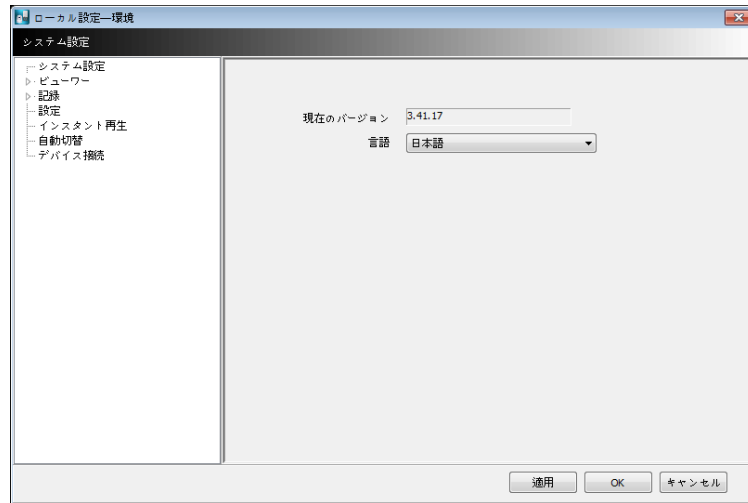 ローカル設定―環境
システム設定
システム設定
ビューワー
記録
設定
インスタント再生
自動切替
デバイス接続
現在のバージョン 3.41.17
言語 日本語
適用 OK キャンセル